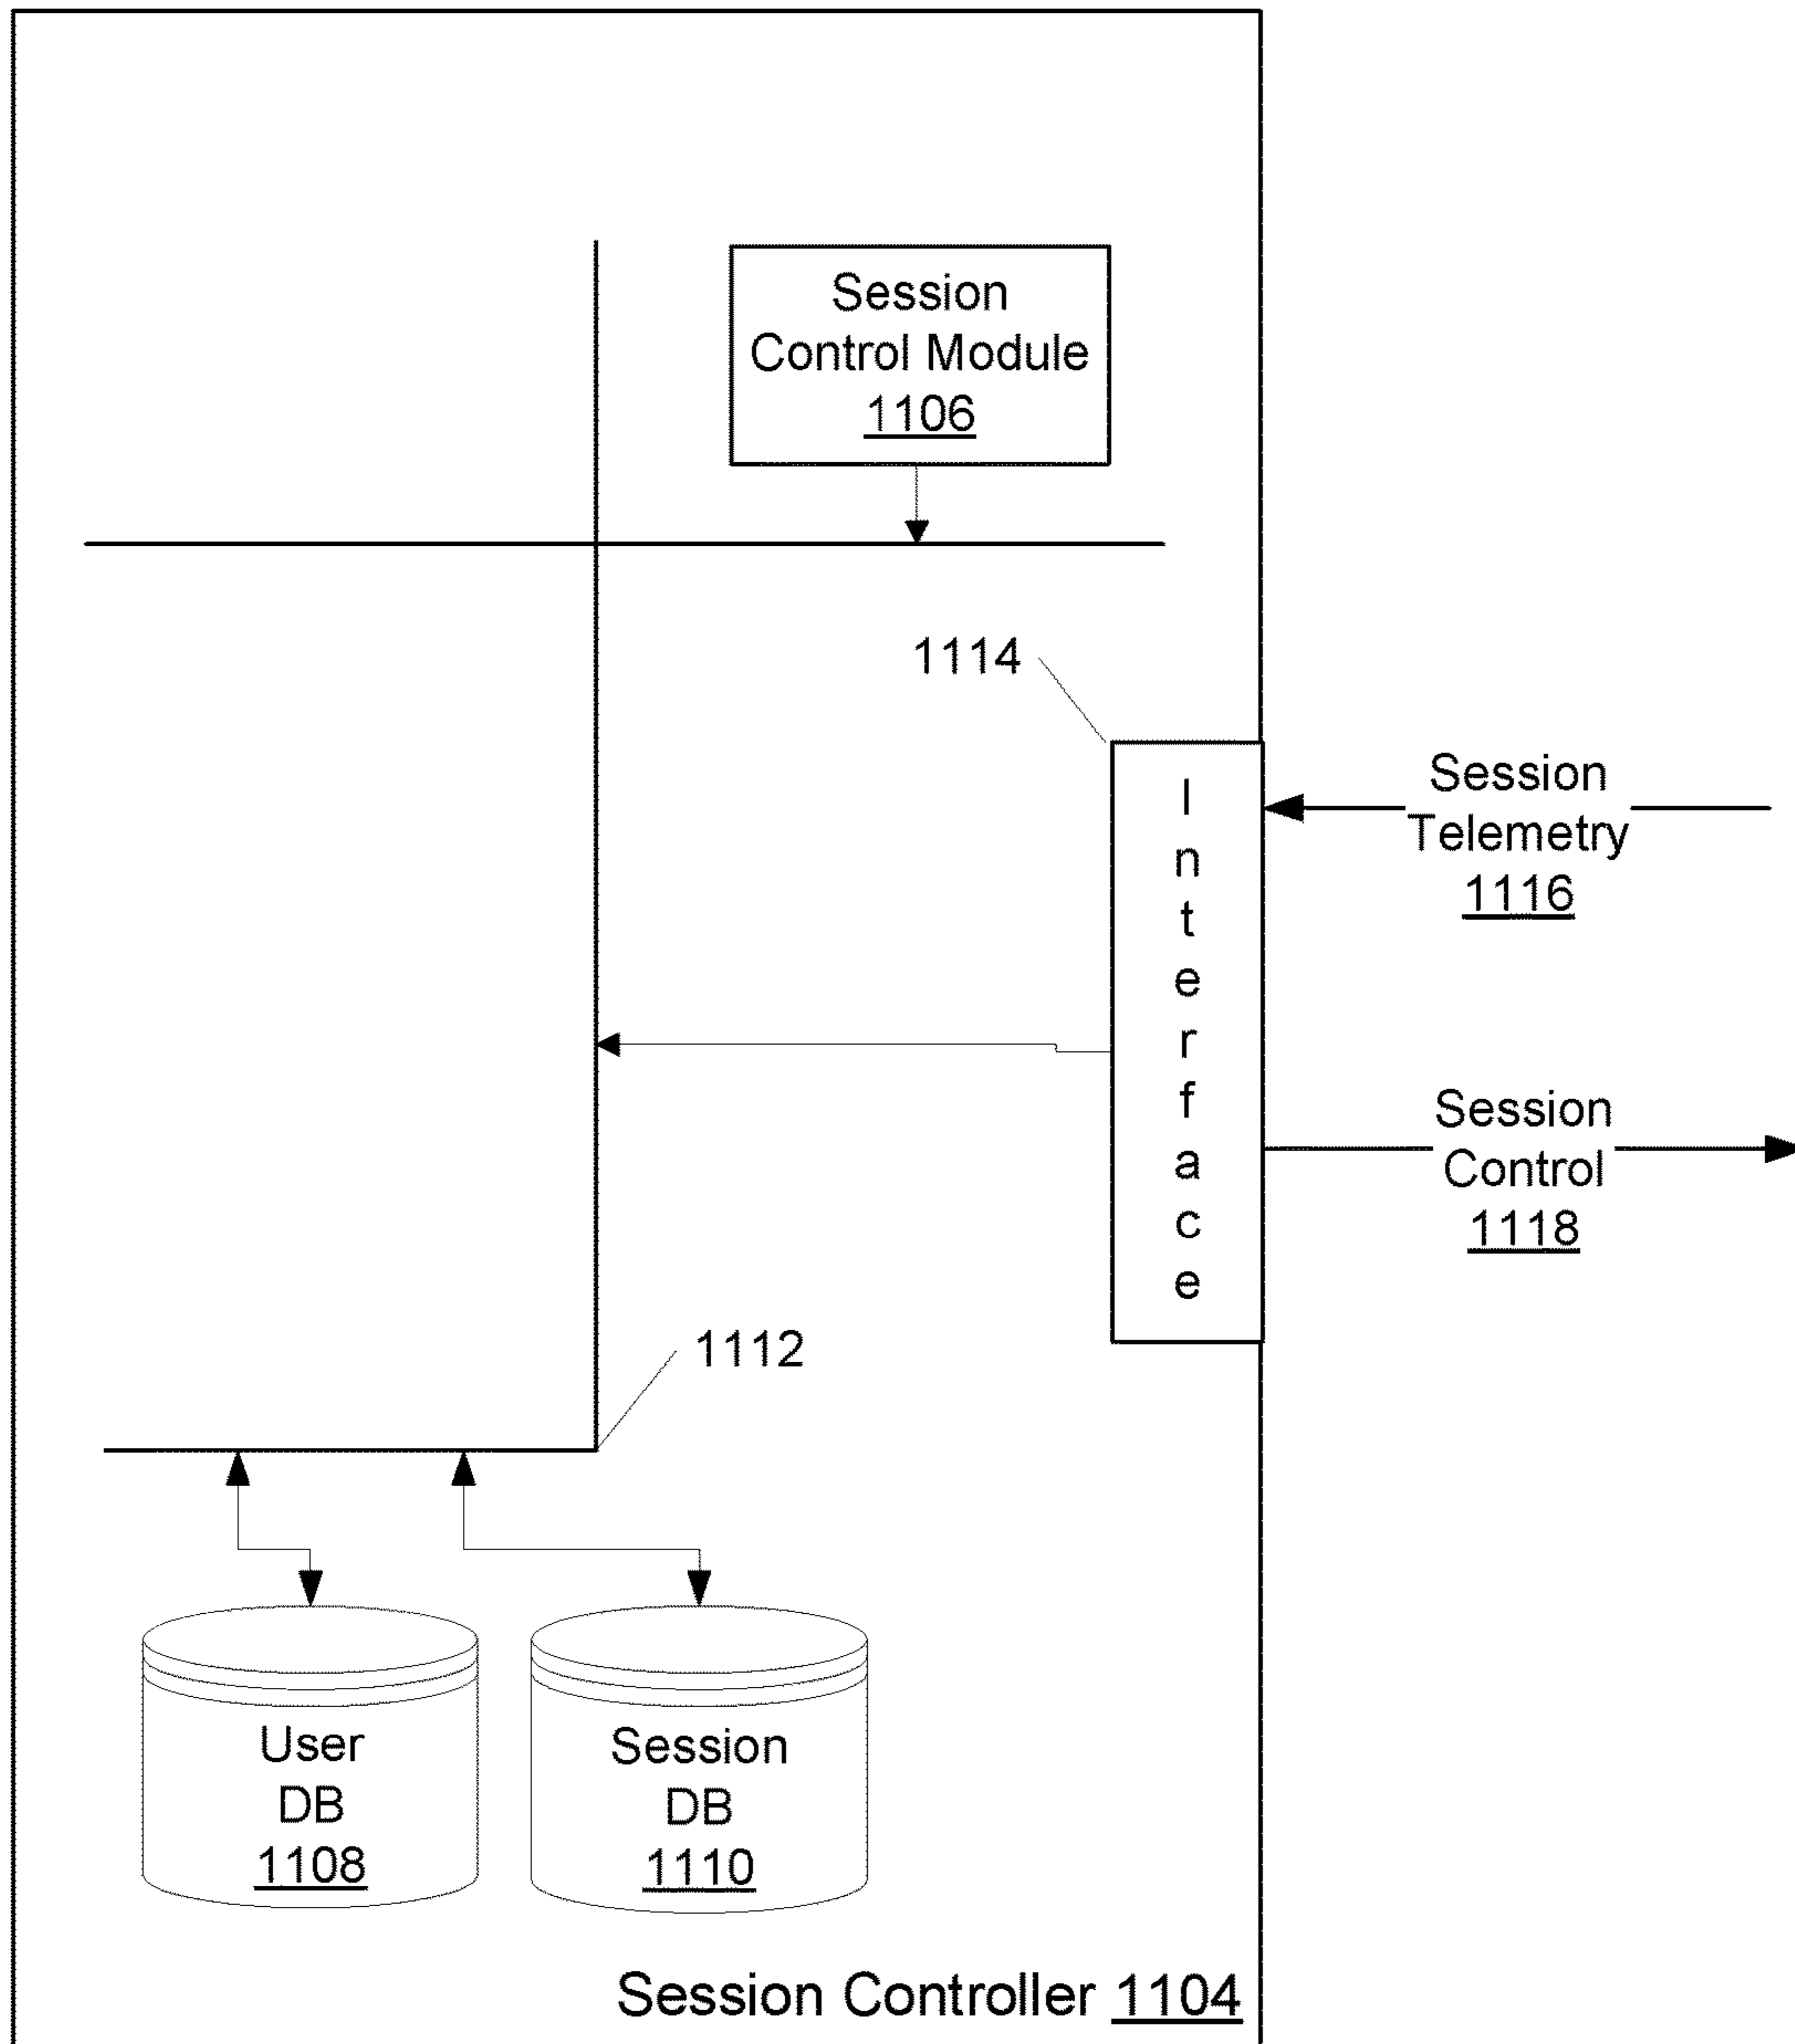 Session
Control Module
1106
1114
Interface
Session
Telemetry
1116
Session
Control
1118
1112
User
DB
1108
Session
DB
1110
Session Controller 1104